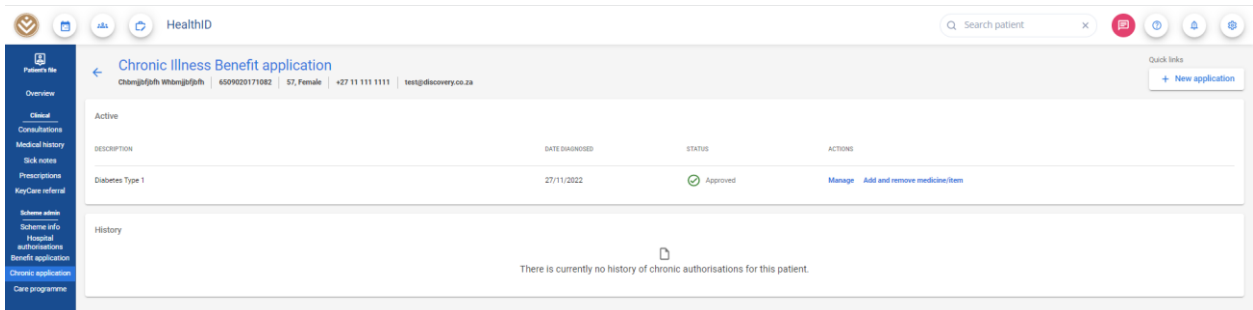 HealthID
Search patient
Patient's file
Overview
Clinical
Consultations
Medical history
Sick notes
Prescriptions
KeyCare referral
Scheme admin
Scheme info
Hospital
authorisations
Benefit application
Chronic application
Care programme
Chronic Illness Benefit application
Chbmjjbfjbfh Whbmjjbfjbfh 6509020171082 57, Female +27 11 111 1111 test@discovery.co.za
Quick links
+ New application
Active
DESCRIPTION DATE DIAGNOSED STATUS ACTIONS
Diabetes Type 1 27/11/2022 Approved Manage Add and remove medicine/item
History
There is currently no history of chronic authorisations for this patient.